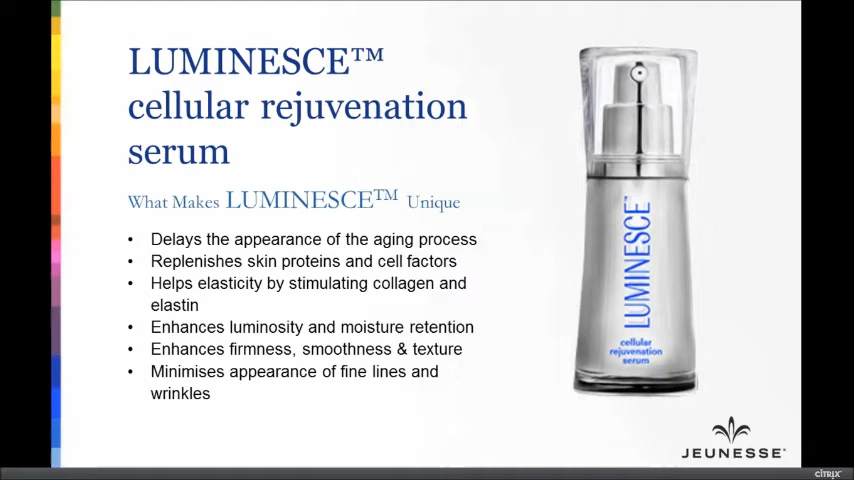 LUMINESCE™
cellular rejuvenation
serum
What Makes LUMINESCE™ Unique
• Delays the appearance of the aging process
• Replenishes skin proteins and cell factors
• Helps elasticity by stimulating collagen and
elastin
• Enhances luminosity and moisture retention
• Enhances firmness, smoothness & texture
• Minimises appearance of fine lines and
wrinkles
LUMINESCE™
cellular
rejuvenation
serum
JEUNESSE®
CITRIX